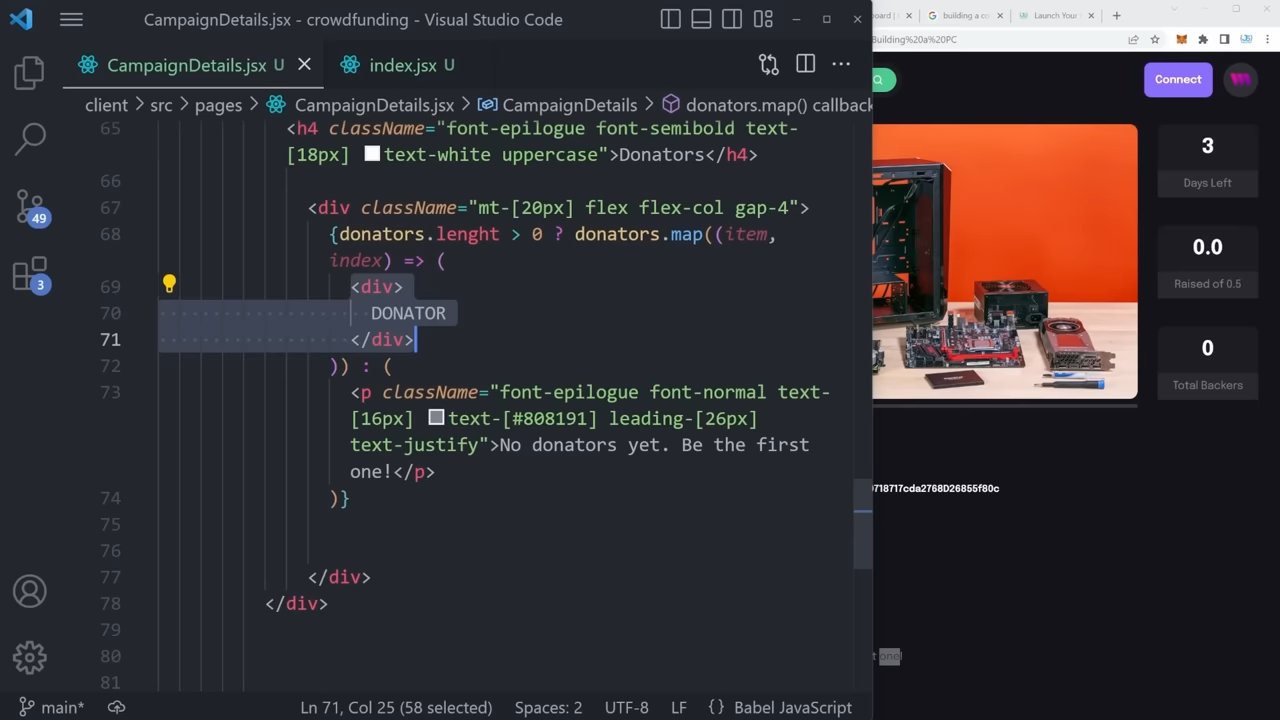 CampaignDetails.jsx - crowdfunding - Visual Studio Code
CampaignDetails.jsx U
index.jsx U
client > src > pages > CampaignDetails.jsx > CampaignDetails > donators.map() callback
65 <h4 className="font-epilogue font-semibold text-
[18px] text-white uppercase">Donators</h4>
66
67 <div className="mt-[20px] flex flex-col gap-4">
68 {donators.lenght > 0 ? donators.map((item,
index) => (
69 <div>
70 DONATOR
71 </div>
72 )) : (
73 <p className="font-epilogue font-normal text-
[16px] text-[#808191] leading-[26px]
text-justify">No donators yet. Be the first
one!</p>
74 )}
75
76
77 </div>
78 </div>
79
80
81
49
3
main*
Ln 71, Col 25 (58 selected)
Spaces: 2
UTF-8
LF
{} Babel JavaScript
building a c
Launch Your
Building%20a%20PC
Connect
3
Days Left
0.0
Raised of 0.5
0
Total Backers
718717cda2768D26855f80c